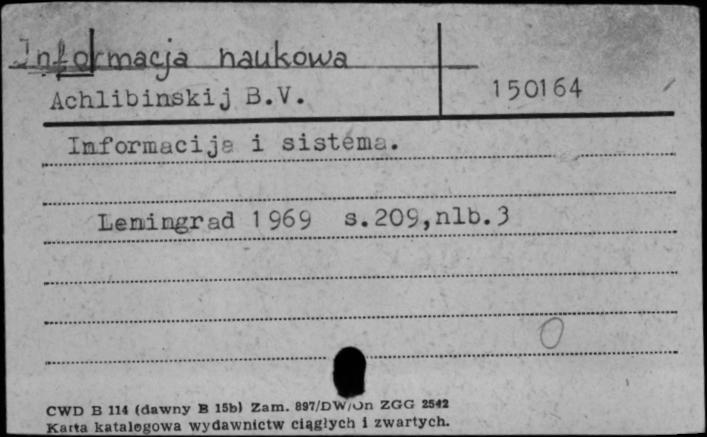 Informacja naukowa
Achlibinskij B.V.
150164
Informacija i sistema.
Leningrad 1969 s.209,nlb.3
0
CWD B 114 (dawny B 15b) Zam. 897/DW/On ZGG 2542
Karta katalogowa wydawnictw ciągłych i zwartych.